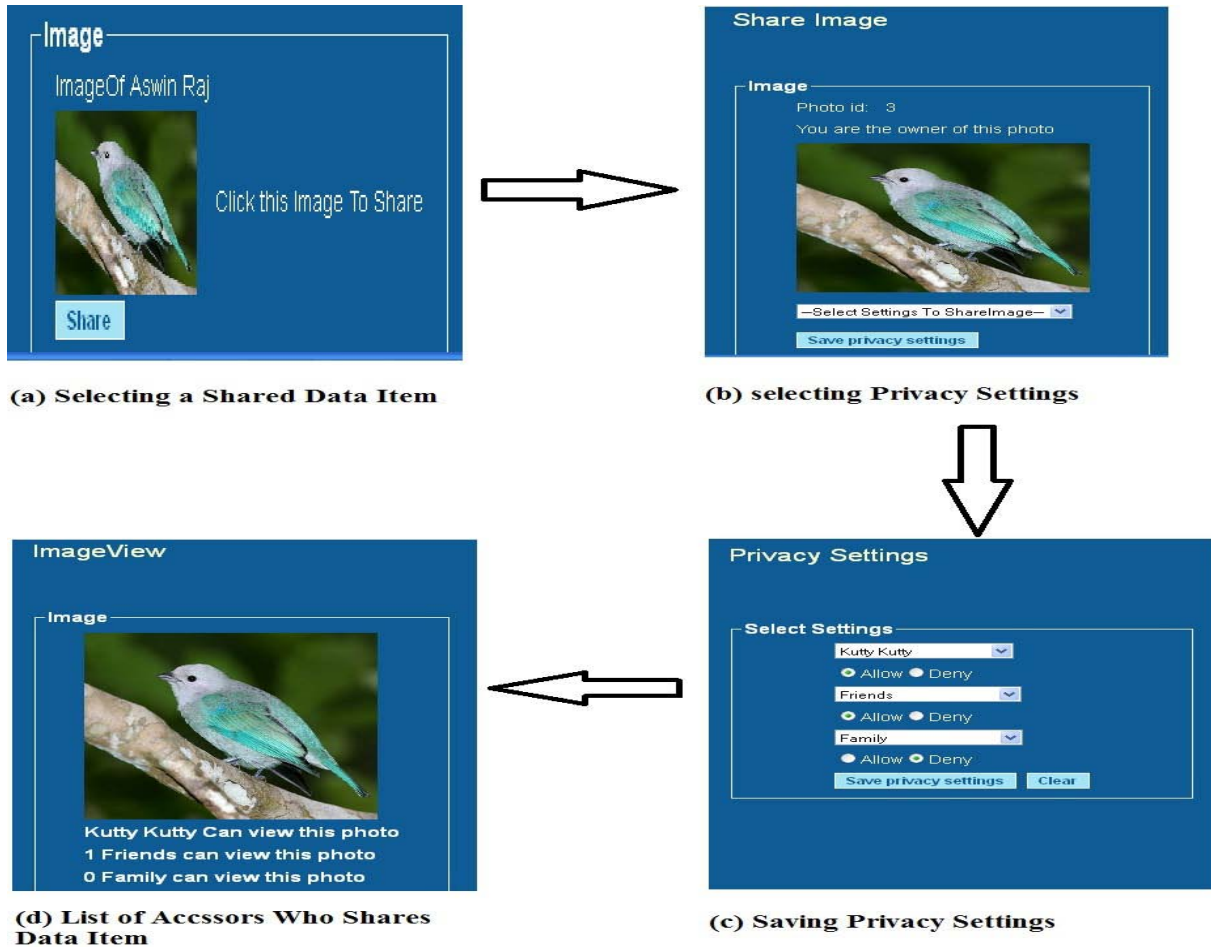 Image
ImageOf Aswin Raj
Click this Image To Share
Share
(a) Selecting a Shared Data Item
Share Image
Image
Photo id: 3
You are the owner of this photo
--Select Settings To ShareImage--
Save privacy settings
(b) selecting Privacy Settings
Privacy Settings
Select Settings
Kutty Kutty
Allow Deny
Friends
Allow Deny
Family
Allow Deny
Save privacy settings Clear
(c) Saving Privacy Settings
ImageView
Image
Kutty Kutty Can view this photo
1 Friends can view this photo
0 Family can view this photo
(d) List of Accssors Who Shares
Data Item